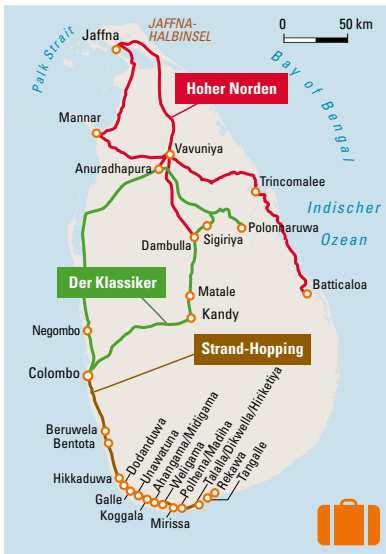 Jaffna
JAFFNA-
HALBINSEL
0 50 km
Palk Strait
Bay of Bengal
Hoher Norden
Mannar
Vavuniya
Anuradhapura
Trincomalee
Indischer
Ozean
Polonnaruwa
Sigiriya
Dambulla
Batticaloa
Der Klassiker
Matale
Kandy
Negombo
Strand-Hopping
Colombo
Beruwela
Bentota
Hikkaduwa
Dodanduwa
Galle
Unawatuna
Koggala
Ahangama/Midigama
Weligama
Mirissa
Polhena/Madiha
Talalla/Dikwella/Hiriketiya
Rekawa
Tangalle